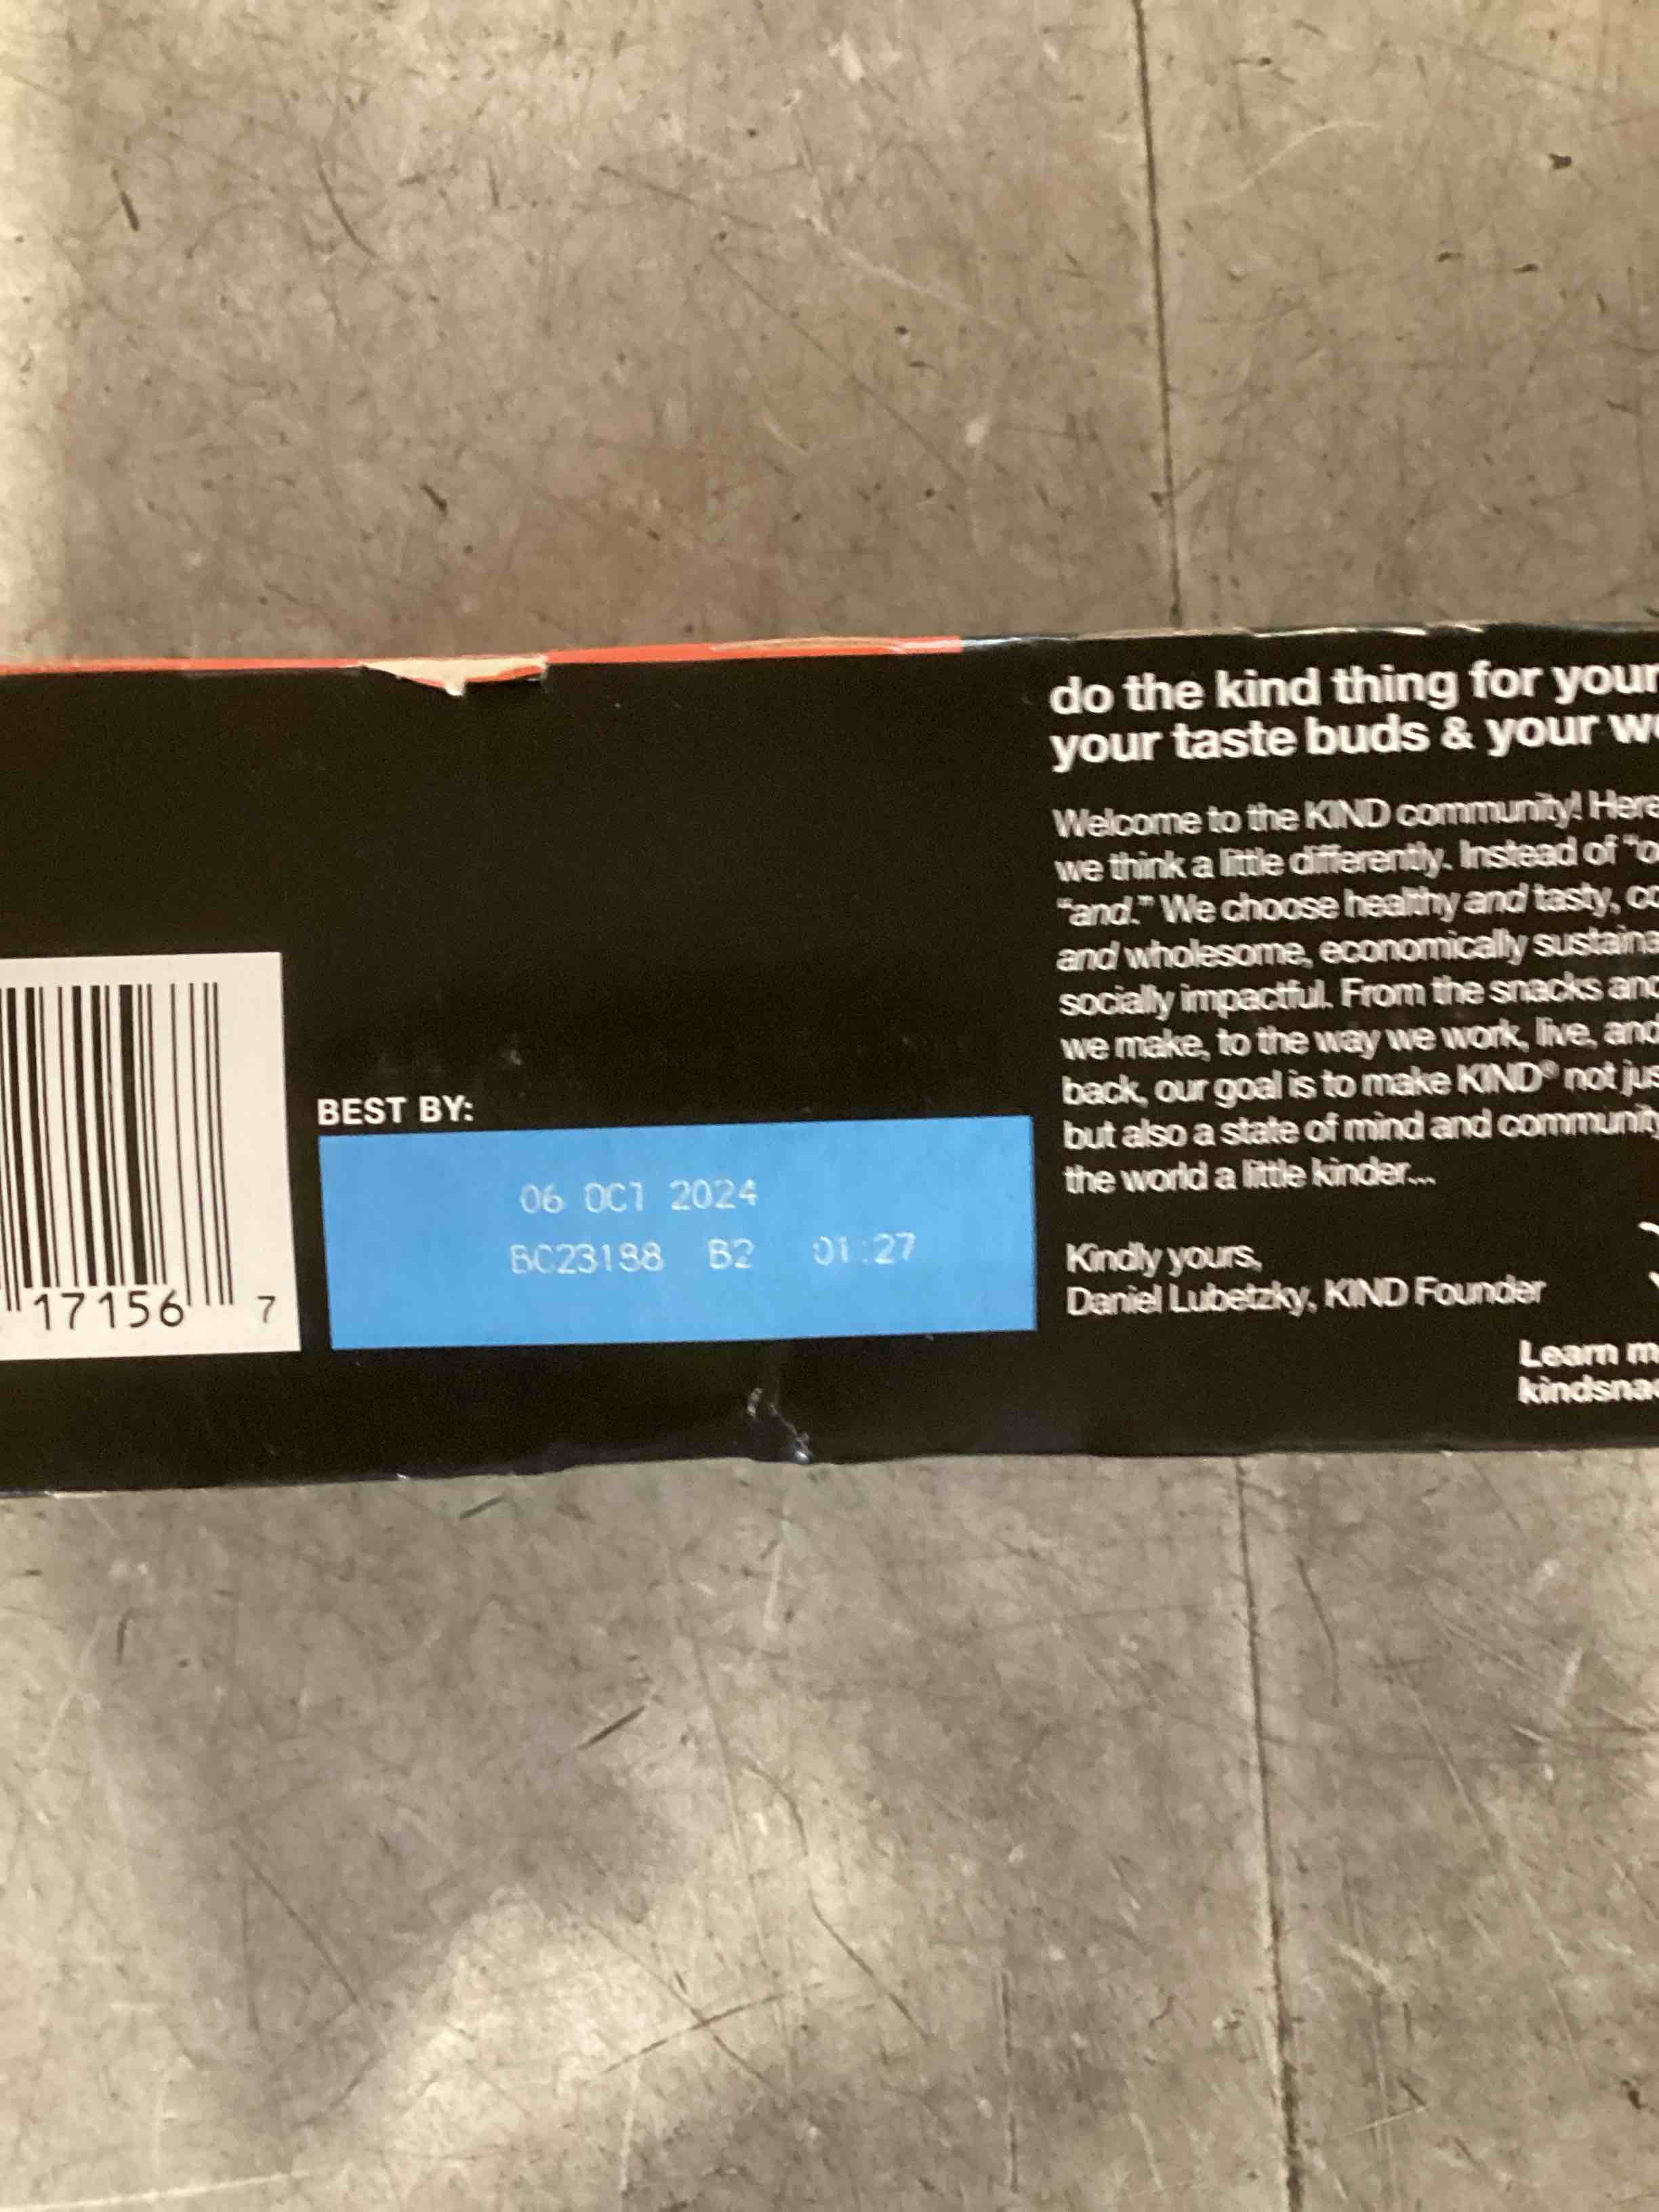 do the kind thing for your
your taste buds & your
Welcome to the KIND community! Here
we think a little differently. Instead of
"and." We choose healthy and tasty,
and wholesome, economically
socially impactful. From the snacks and
we make, to the way we work, live, and
back, our goal is to make KIND® not
but also a state of mind and community
the world a little kinder...
Kindly yours,
Daniel Lubetzky, KIND Founder
Learn
BEST BY:
06 OCT 2024
BC23188 B2 01:27
17156 7